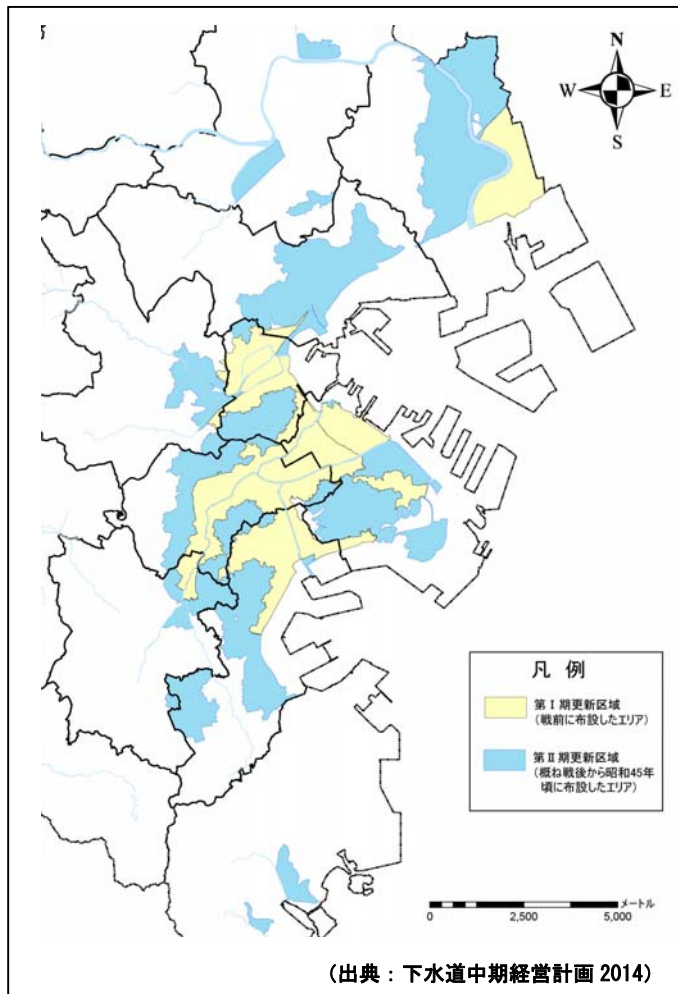 N
W
E
S
凡 例
第Ⅰ期更新区域
(戦前に布設したエリア)
第Ⅱ期更新区域
(概ね戦後から昭和45年
頃に布設したエリア)
メートル
0 2,500 5,000
(出典:下水道中期経営計画 2014)